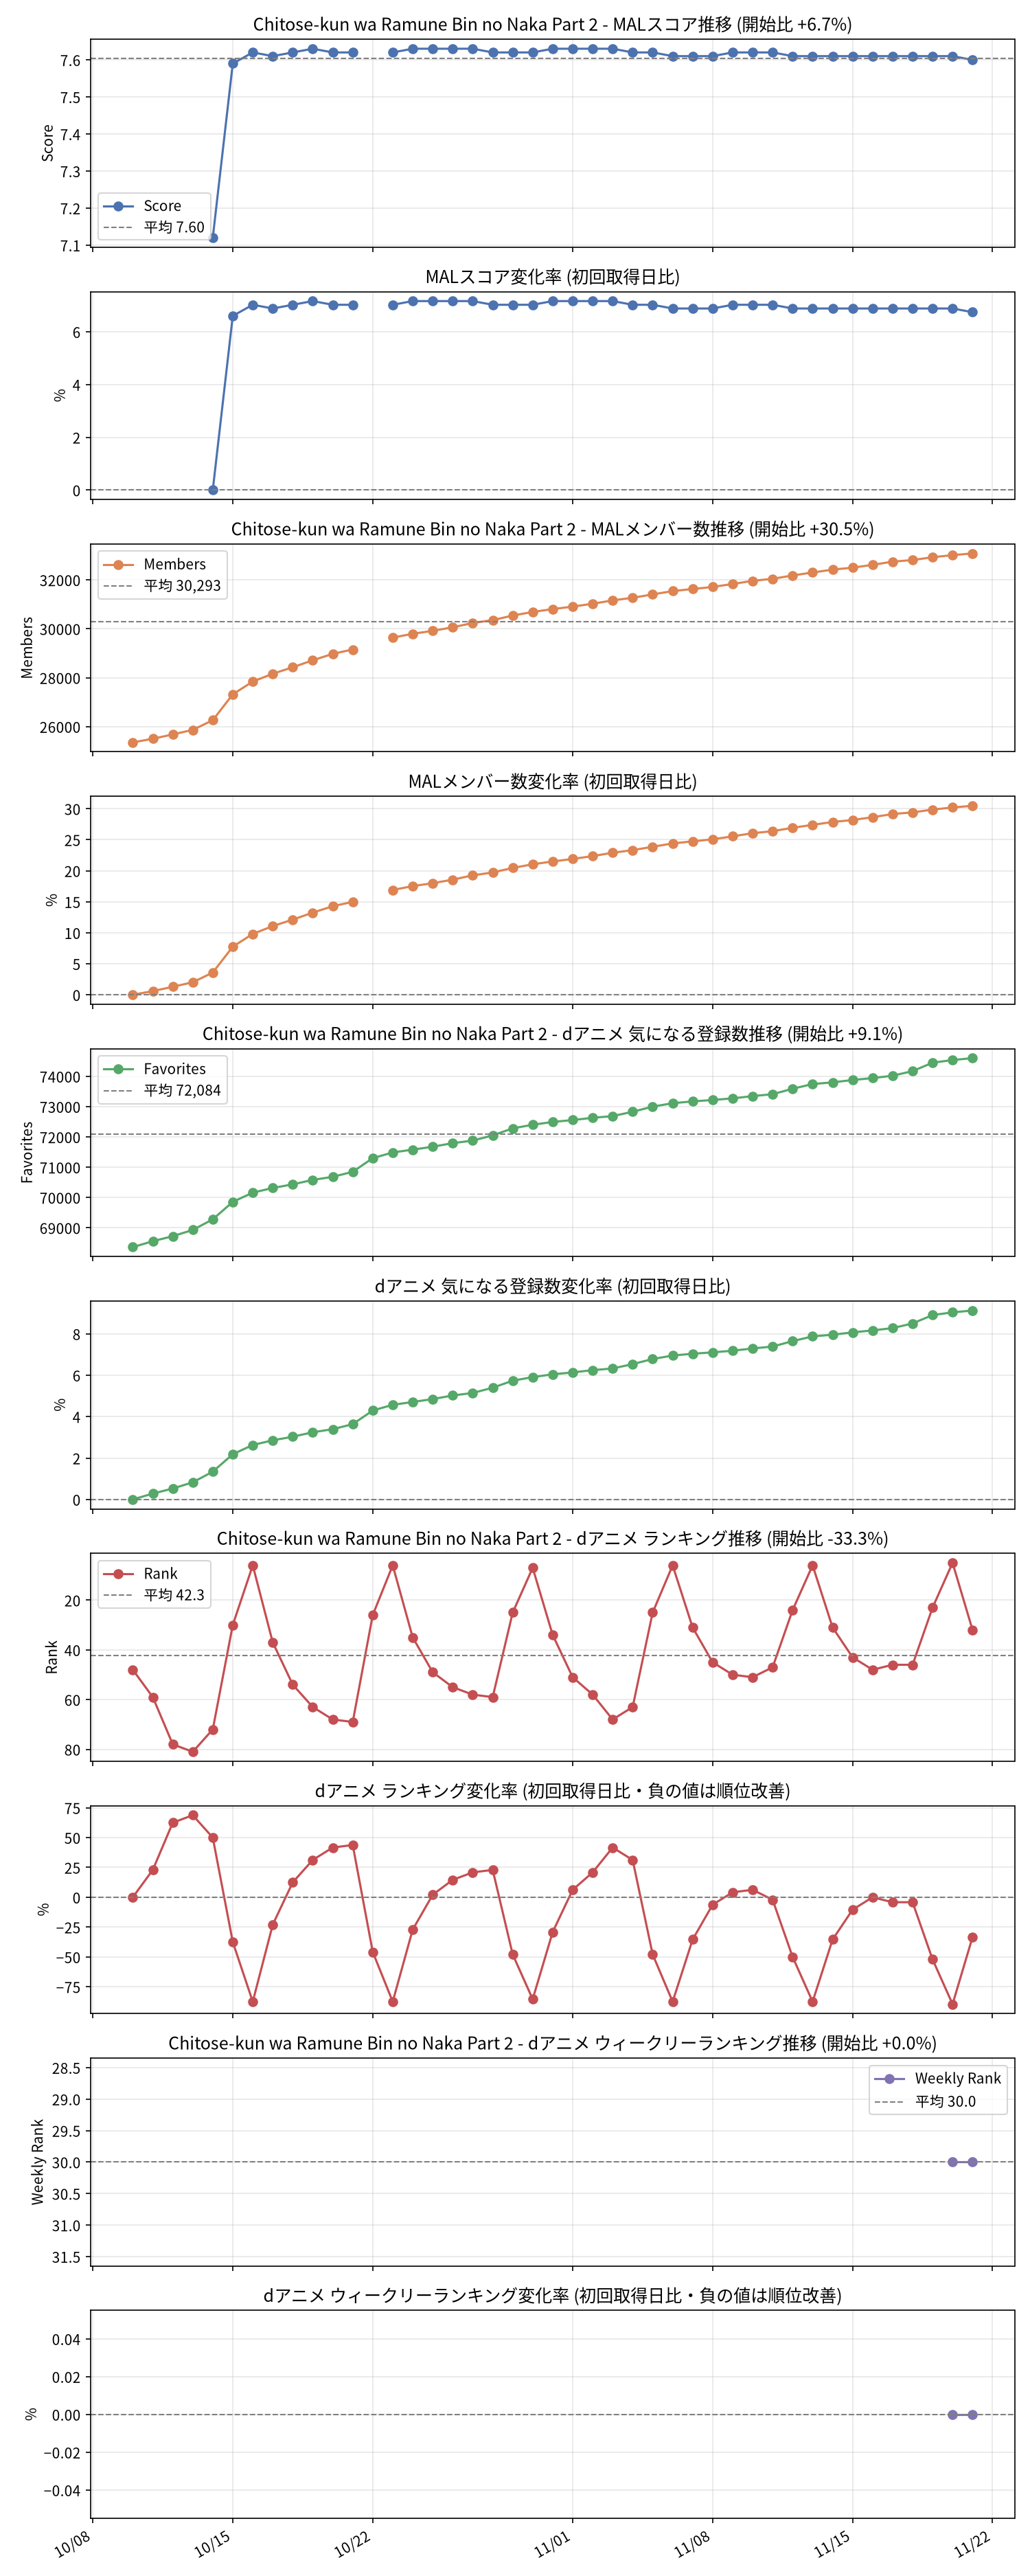 Chitose-kun wa Ramune Bin no Naka Part 2 - MALスコア推移 (開始比 +6.7%)
7.6
7.5
7.4
7.3
7.2
7.1
Score
Score
平均 7.60
MALスコア変化率 (初回取得日比)
6
4
2
0
%
Chitose-kun wa Ramune Bin no Naka Part 2 - MALメンバー数推移 (開始比 +30.5%)
32000
30000
28000
26000
Members
Members
平均 30,293
MALメンバー数変化率 (初回取得日比)
30
25
20
15
10
5
0
%
Chitose-kun wa Ramune Bin no Naka Part 2 - dアニメ 気になる登録数推移 (開始比 +9.1%)
74000
73000
72000
71000
70000
69000
Favorites
Favorites
平均 72,084
dアニメ 気になる登録数変化率 (初回取得日比)
8
6
4
2
0
%
Chitose-kun wa Ramune Bin no Naka Part 2 - dアニメ ランキング推移 (開始比 -33.3%)
20
40
60
80
Rank
Rank
平均 42.3
dアニメ ランキング変化率 (初回取得日比・負の値は順位改善)
75
50
25
0
−25
−50
−75
%
Chitose-kun wa Ramune Bin no Naka Part 2 - dアニメ ウィークリーランキング推移 (開始比 +0.0%)
28.5
29.0
29.5
30.0
30.5
31.0
31.5
Weekly Rank
Weekly Rank
平均 30.0
dアニメ ウィークリーランキング変化率 (初回取得日比・負の値は順位改善)
0.04
0.02
0.00
−0.02
−0.04
%
10/08
10/15
10/22
11/01
11/08
11/15
11/22